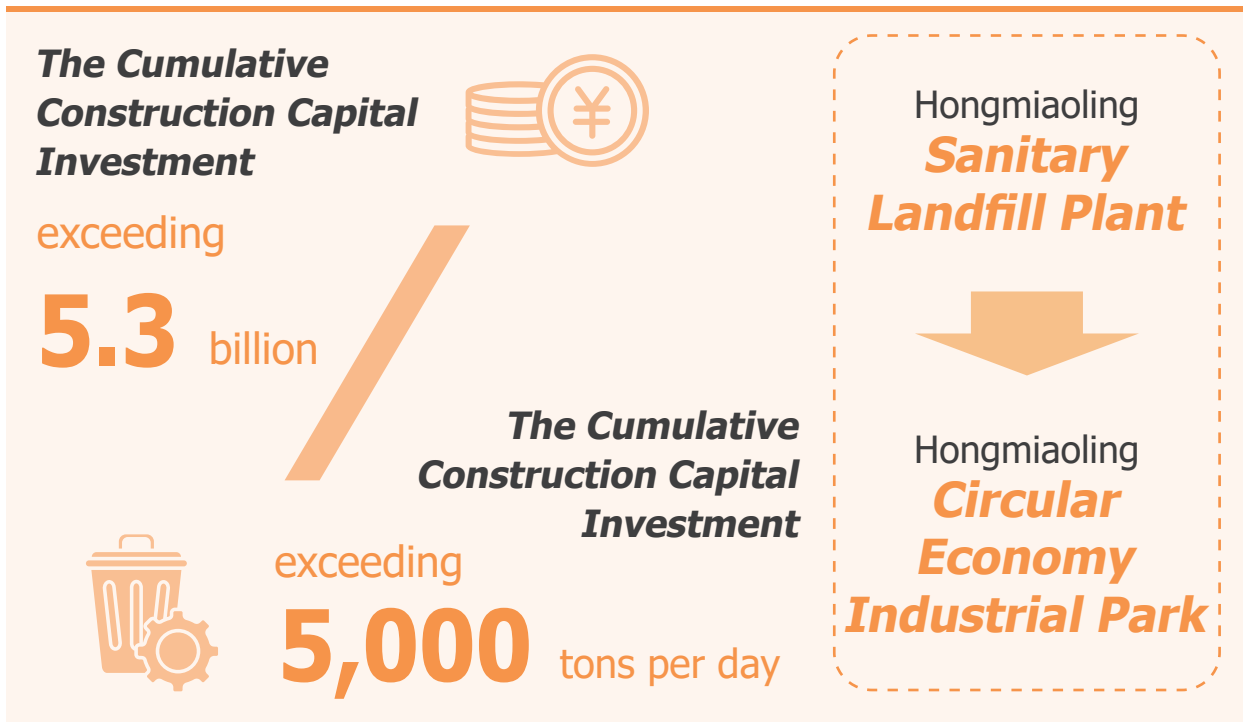 The Cumulative
Construction Capital
Investment
¥
exceeding
5.3 billion
The Cumulative
Construction Capital
Investment
exceeding
5,000 tons per day
Hongmiaoling
Sanitary
Landfill Plant
Hongmiaoling
Circular
Economy
Industrial Park